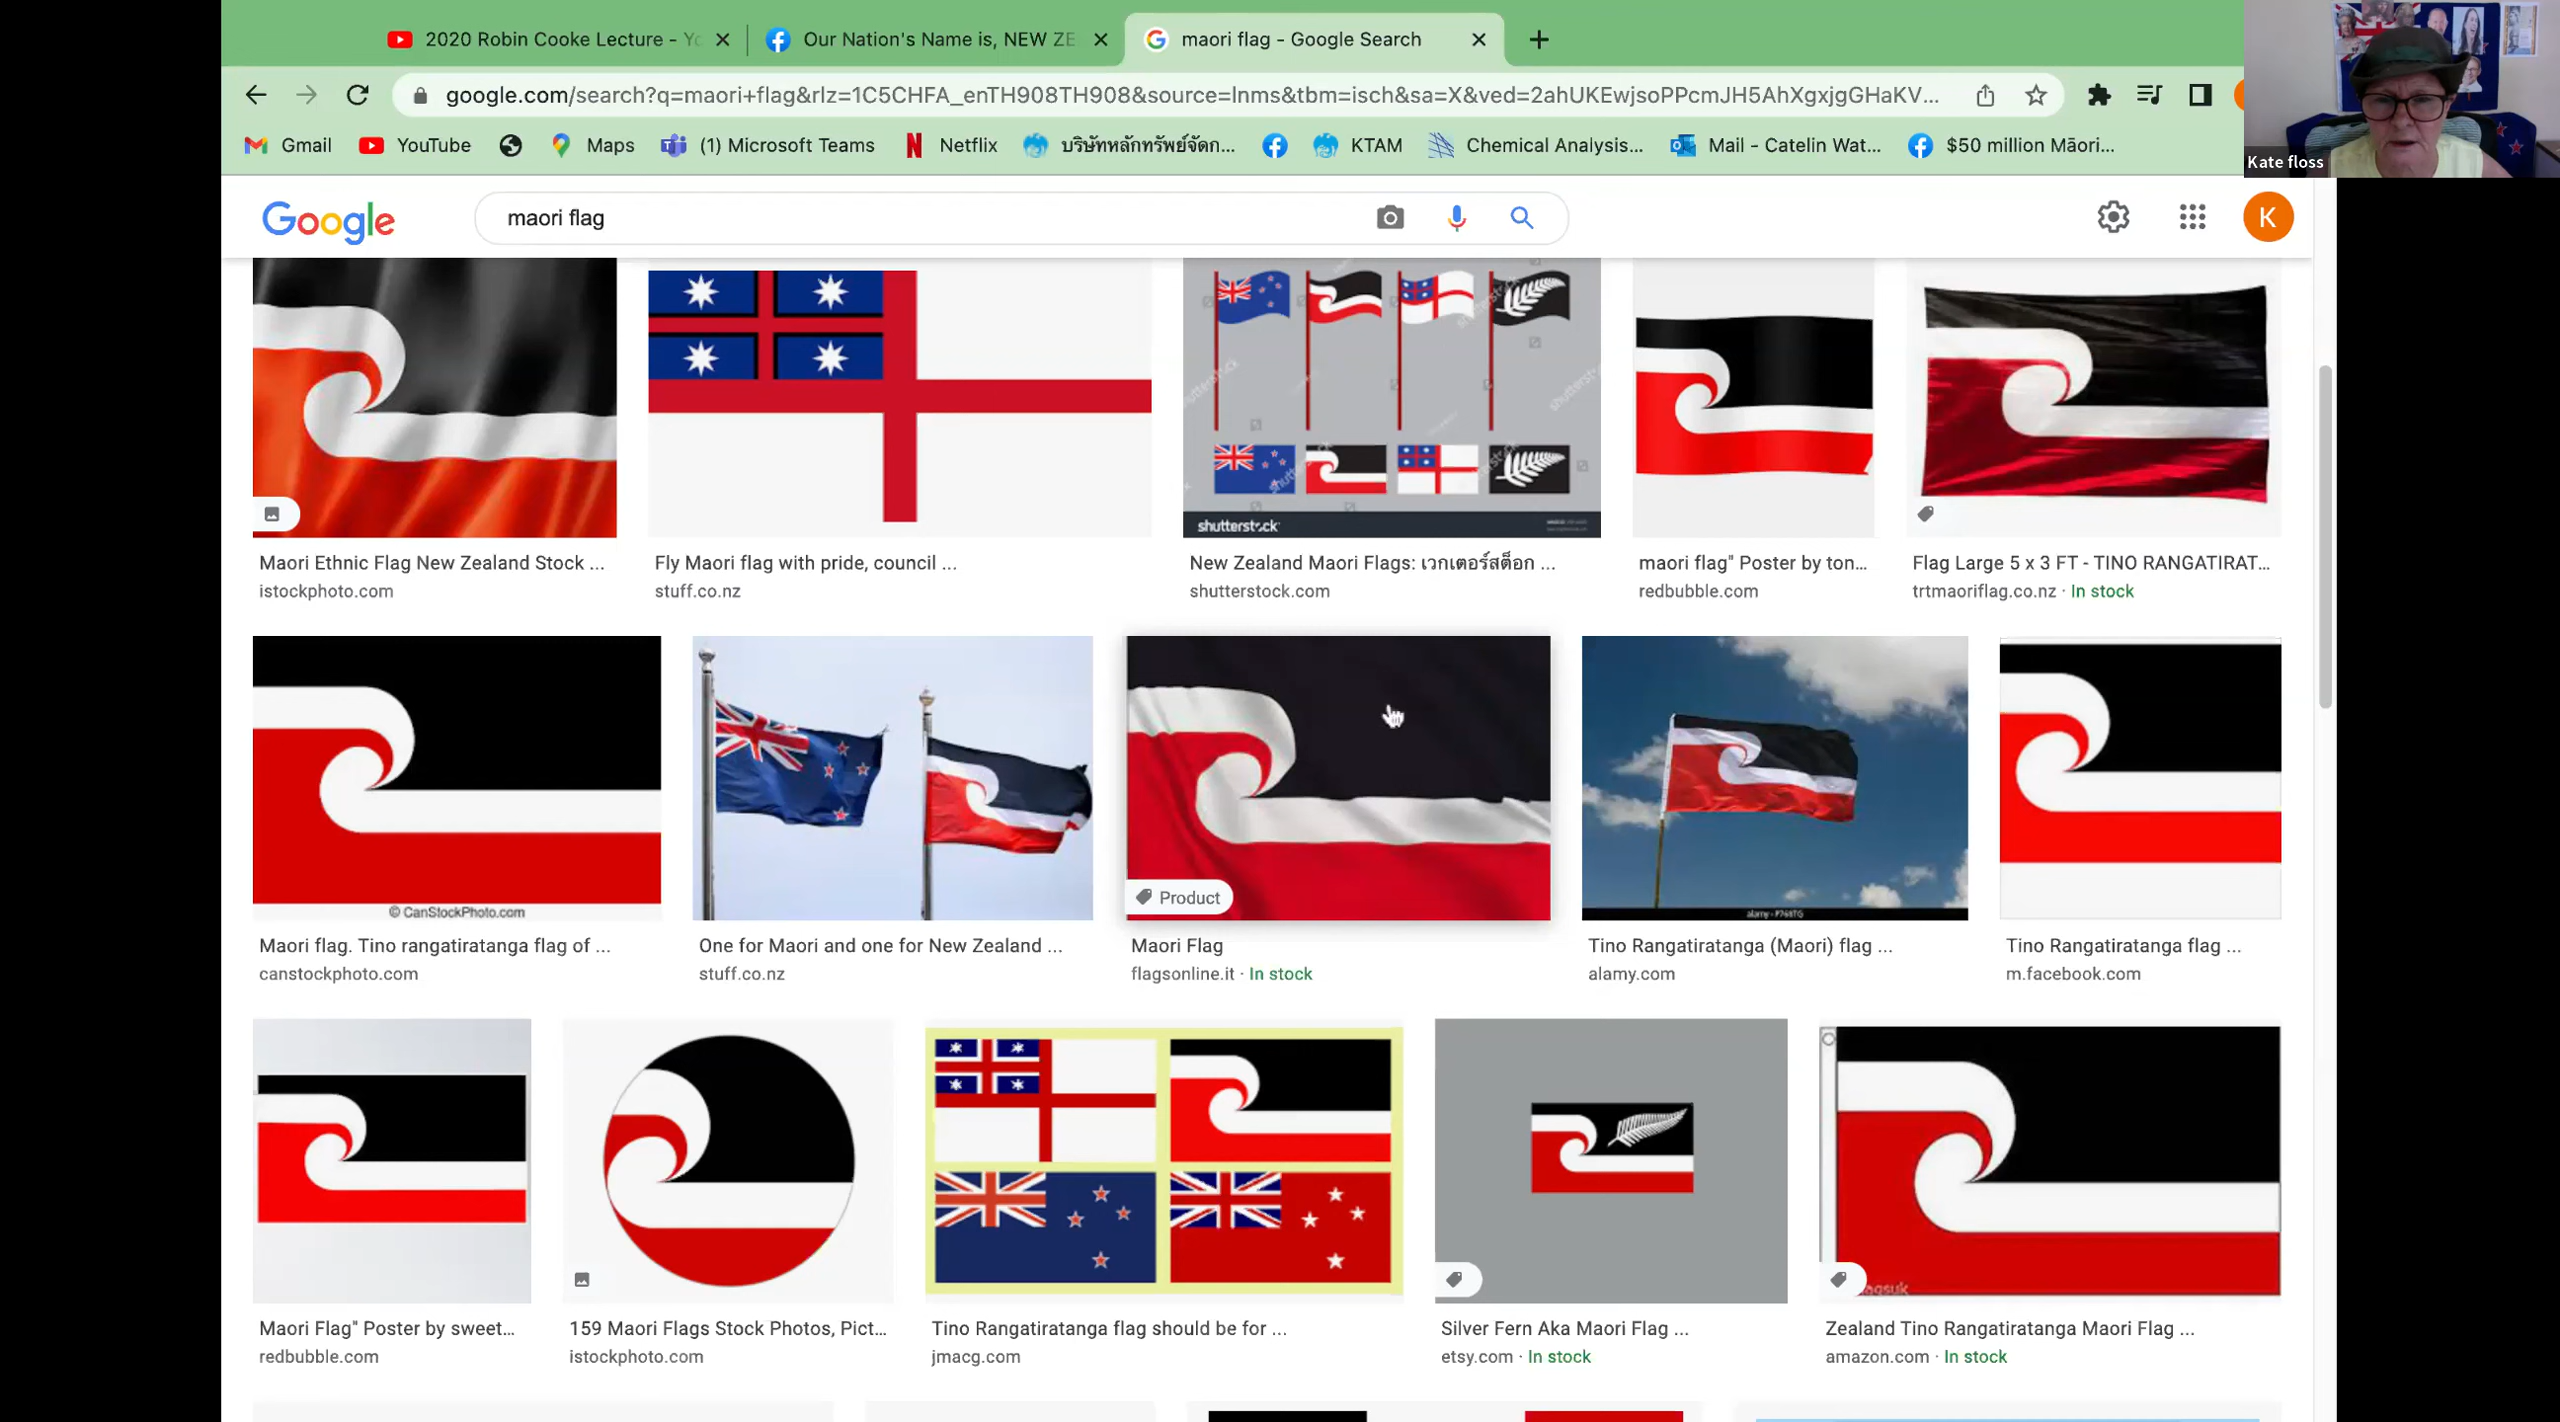 2020 Robin Cooke Lecture - Yo
Our Nation's Name is, NEW ZE
maori flag - Google Search
google.com/search?q=maori+flag&rlz=1C5CHFA_enTH908TH908&source=lnms&tbm=isch&sa=X&ved=2ahUKEwjsoPPcmJH5AhXgxjgGHaKV...
Gmail YouTube Maps (1) Microsoft Teams Netflix บริษัทหลักทรัพย์จัดก... KTAM Chemical Analysis... Mail - Catelin Wat... $50 million Māori...
Kate floss
Google maori flag K
shutterstock
Maori Ethnic Flag New Zealand Stock ...
istockphoto.com
Fly Maori flag with pride, council ...
stuff.co.nz
New Zealand Maori Flags: เวกเตอร์สต็อก ...
shutterstock.com
maori flag" Poster by ton...
redbubble.com
Flag Large 5 x 3 FT - TINO RANGATIRAT...
trtmaoriflag.co.nz · In stock
© CanStockPhoto.com
Product
alamy - P768TG
Maori flag. Tino rangatiratanga flag of ...
canstockphoto.com
One for Maori and one for New Zealand ...
stuff.co.nz
Maori Flag
flagsonline.it · In stock
Tino Rangatiratanga (Maori) flag ...
alamy.com
Tino Rangatiratanga flag ...
m.facebook.com
Maori Flag" Poster by sweet...
redbubble.com
159 Maori Flags Stock Photos, Pict...
istockphoto.com
Tino Rangatiratanga flag should be for ...
jmacg.com
Silver Fern Aka Maori Flag ...
etsy.com · In stock
Zealand Tino Rangatiratanga Maori Flag ...
amazon.com · In stock